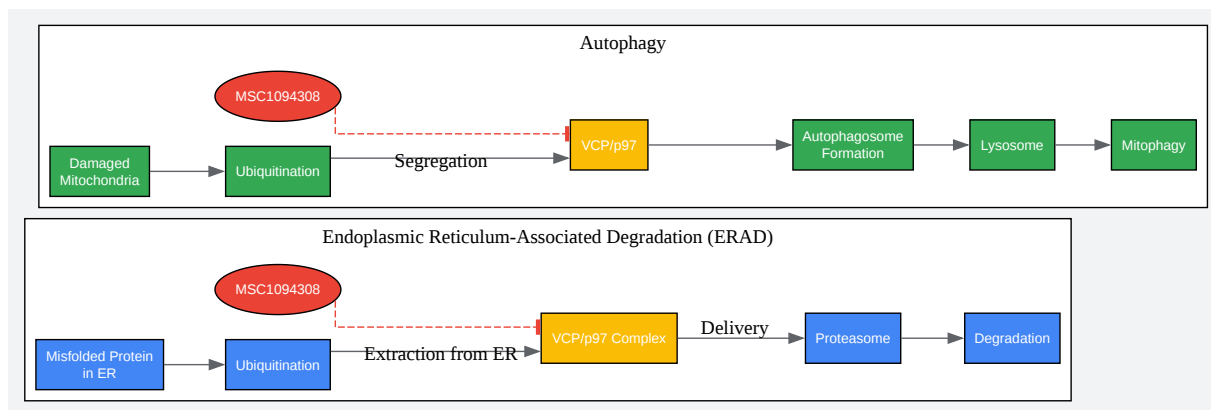 Autophagy
MSC1094308
Damaged
Mitochondria
Ubiquitination
Segregation
VCP/p97
Autophagosome
Formation
Lysosome
Mitophagy
Endoplasmic Reticulum-Associated Degradation (ERAD)
MSC1094308
Misfolded Protein
in ER
Ubiquitination
Extraction from ER
VCP/p97 Complex
Delivery
Proteasome
Degradation